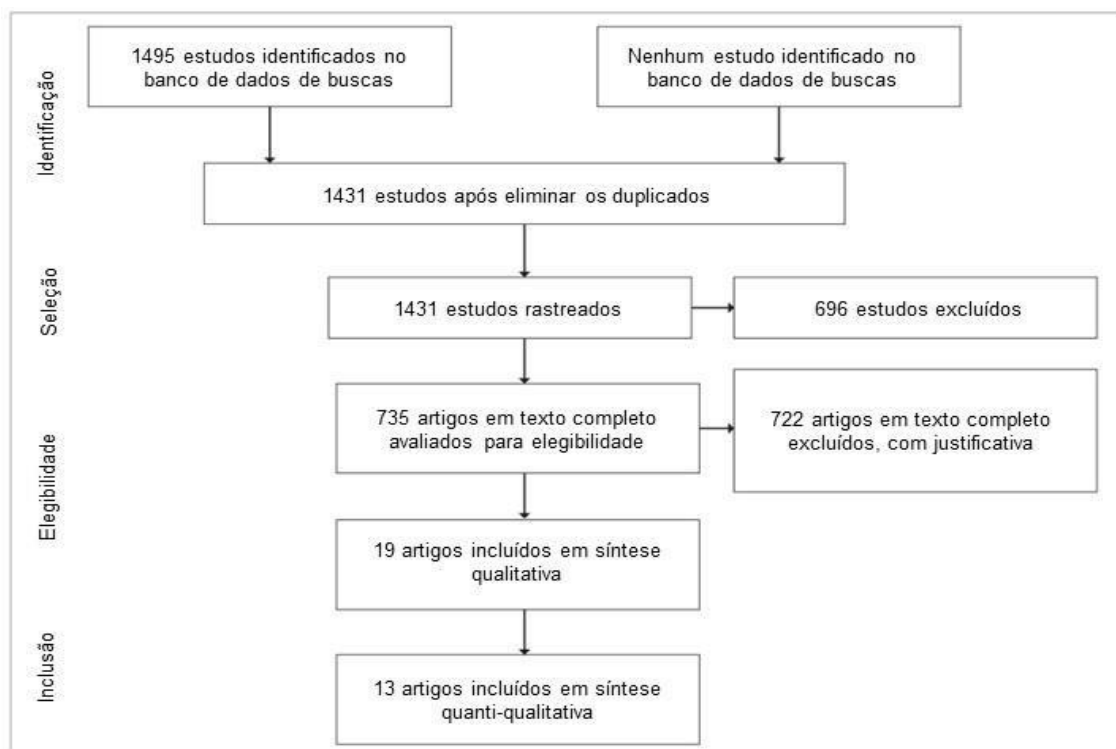 Identificação
1495 estudos identificados no
banco de dados de buscas
Nenhum estudo identificado no
banco de dados de buscas
1431 estudos após eliminar os duplicados
Seleção
1431 estudos rastreados
696 estudos excluídos
Elegibilidade
735 artigos em texto completo
avaliados para elegibilidade
722 artigos em texto completo
excluídos, com justificativa
19 artigos incluídos em síntese
qualitativa
Inclusão
13 artigos incluídos em síntese
quanti-qualitativa